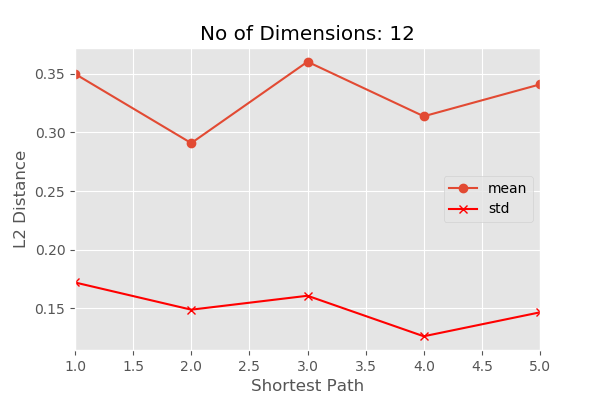 No of Dimensions: 12
0.35
0.30
0.25
0.20
0.15
L2 Distance
mean
std
1.0 1.5 2.0 2.5 3.0 3.5 4.0 4.5 5.0
Shortest Path